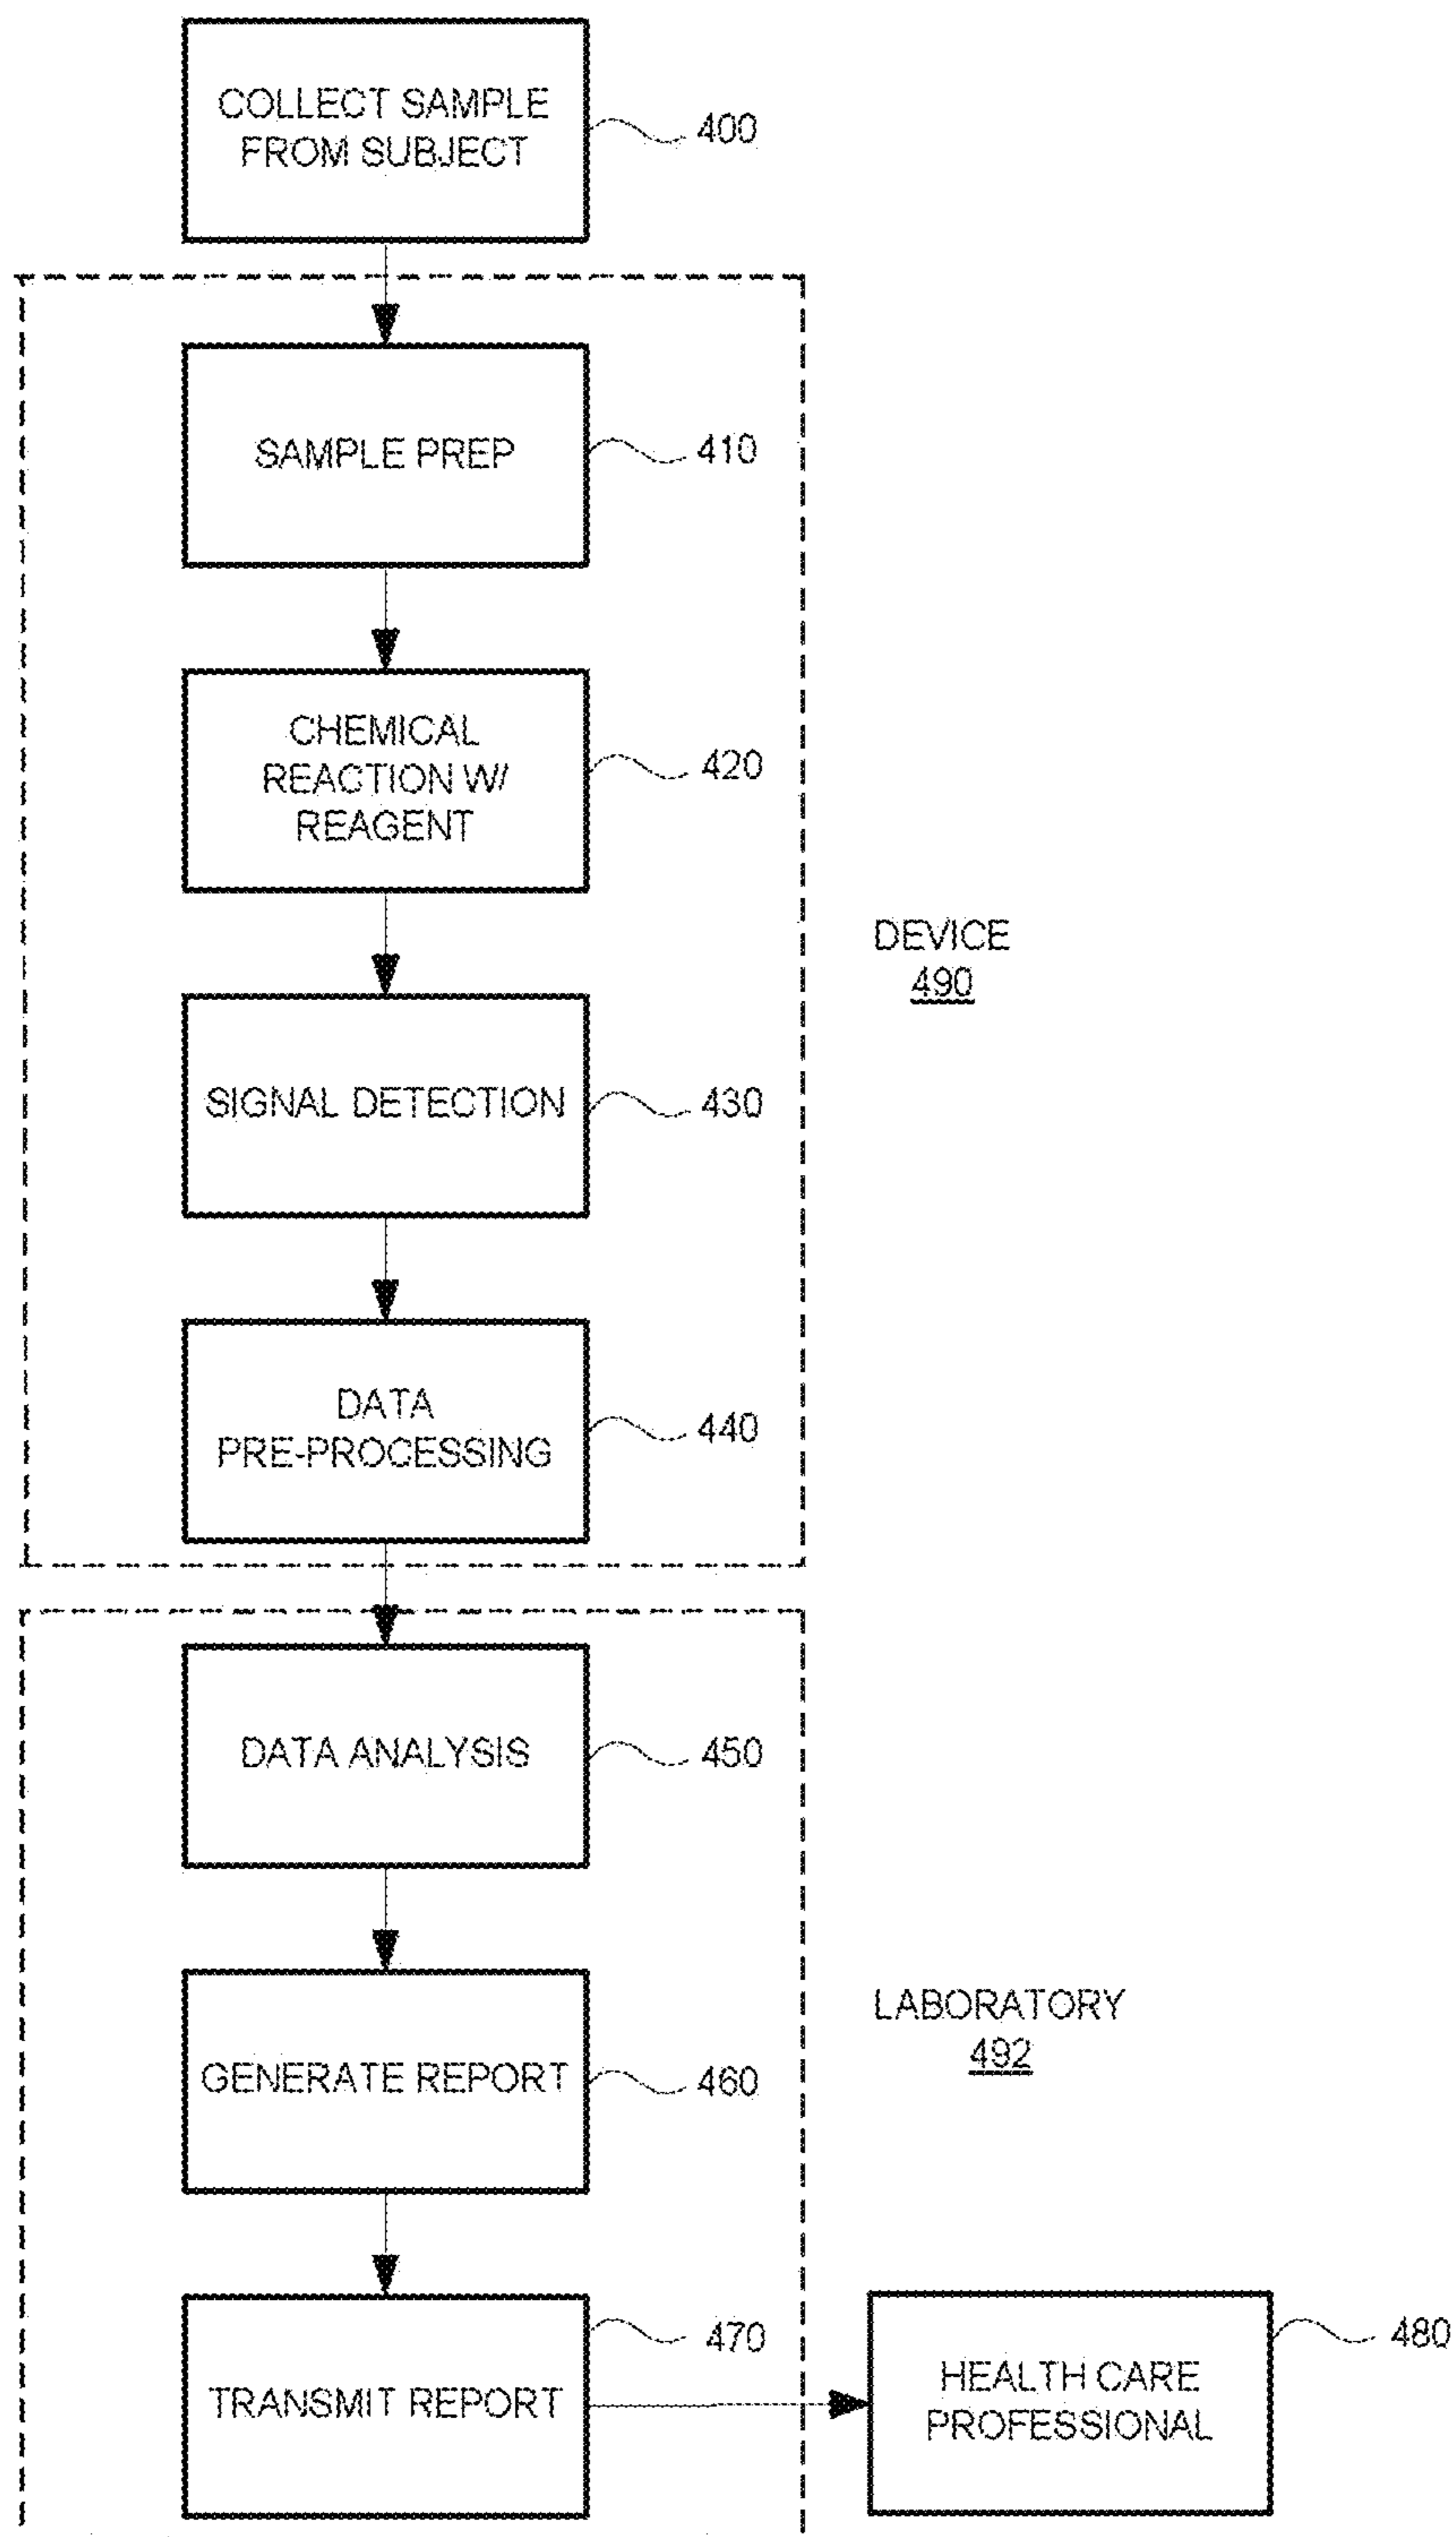 COLLECT SAMPLE
FROM SUBJECT
400
SAMPLE PREP
410
CHEMICAL
REACTION W/
REAGENT
420
DEVICE
490
SIGNAL DETECTION
430
DATA
PRE-PROCESSING
440
DATA ANALYSIS
450
LABORATORY
492
GENERATE REPORT
460
TRANSMIT REPORT
470
HEALTH CARE
PROFESSIONAL
480